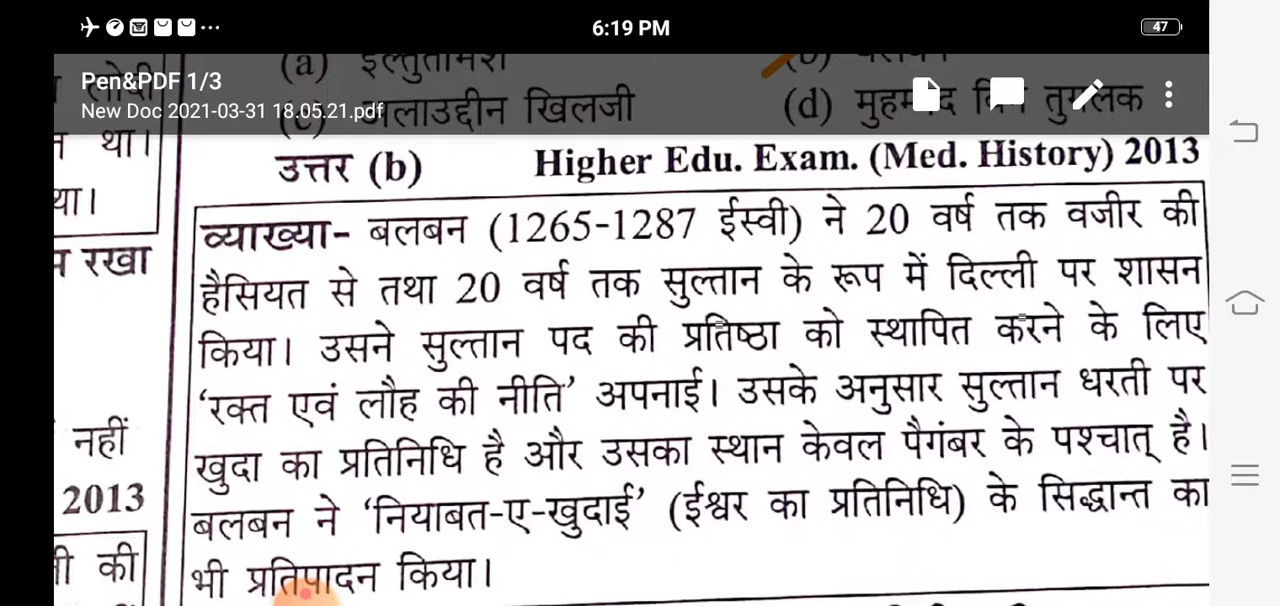 6:19 PM
47
(a) इल्तुतमिश
Pen&PDF 1/3
New Doc 2021-03-31 18.05.21.pdf
लोदी
(c) अलाउद्दीन खिलजी
(d) मुहम्मद बिन तुगलक
था।
उत्तर (b)
Higher Edu. Exam. (Med. History) 2013
था।
व्याख्या- बलबन (1265-1287 ईस्वी) ने 20 वर्ष तक वजीर की
रखा
हैसियत से तथा 20 वर्ष तक सुल्तान के रूप में दिल्ली पर शासन
किया। उसने सुल्तान पद की प्रतिष्ठा को स्थापित करने के लिए
‘रक्त एवं लौह की नीति’ अपनाई। उसके अनुसार सुल्तान धरती पर
नहीं
खुदा का प्रतिनिधि है और उसका स्थान केवल पैगंबर के पश्चात् है।
2013
बलबन ने ‘नियाबत-ए-खुदाई’ (ईश्वर का प्रतिनिधि) के सिद्धान्त का
की
भी प्रतिपादन किया।